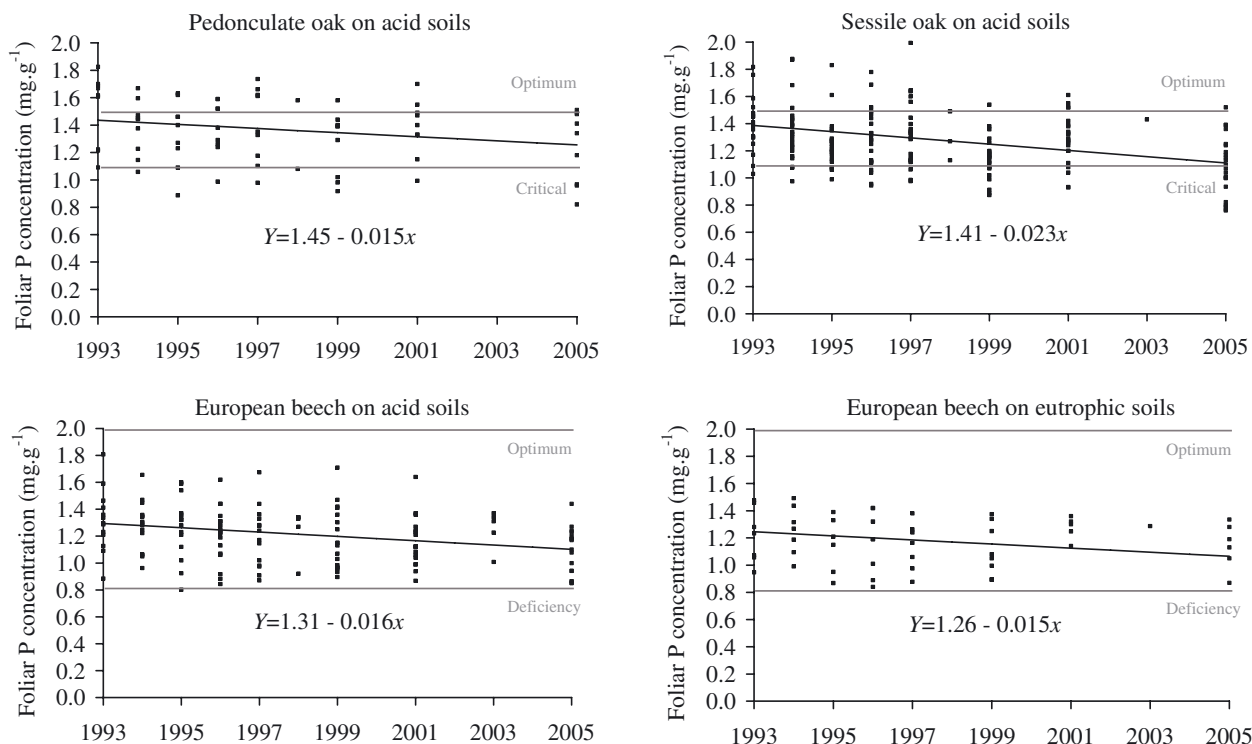 Pedonculate oak on acid soils
Foliar P concentration (mg.g⁻¹)
2.0
1.8
1.6
1.4
1.2
1.0
0.8
0.6
0.4
0.2
0.0
Optimum
Critical
Y=1.45 - 0.015x
1993 1995 1997 1999 2001 2003 2005
Sessile oak on acid soils
Foliar P concentration (mg.g⁻¹)
2.0
1.8
1.6
1.4
1.2
1.0
0.8
0.6
0.4
0.2
0.0
Optimum
Critical
Y=1.41 - 0.023x
1993 1995 1997 1999 2001 2003 2005
European beech on acid soils
Foliar P concentration (mg.g⁻¹)
2.0
1.8
1.6
1.4
1.2
1.0
0.8
0.6
0.4
0.2
0.0
Optimum
Deficiency
Y=1.31 - 0.016x
1993 1995 1997 1999 2001 2003 2005
European beech on eutrophic soils
Foliar P concentration (mg.g⁻¹)
2.0
1.8
1.6
1.4
1.2
1.0
0.8
0.6
0.4
0.2
0.0
Optimum
Deficiency
Y=1.26 - 0.015x
1993 1995 1997 1999 2001 2003 2005